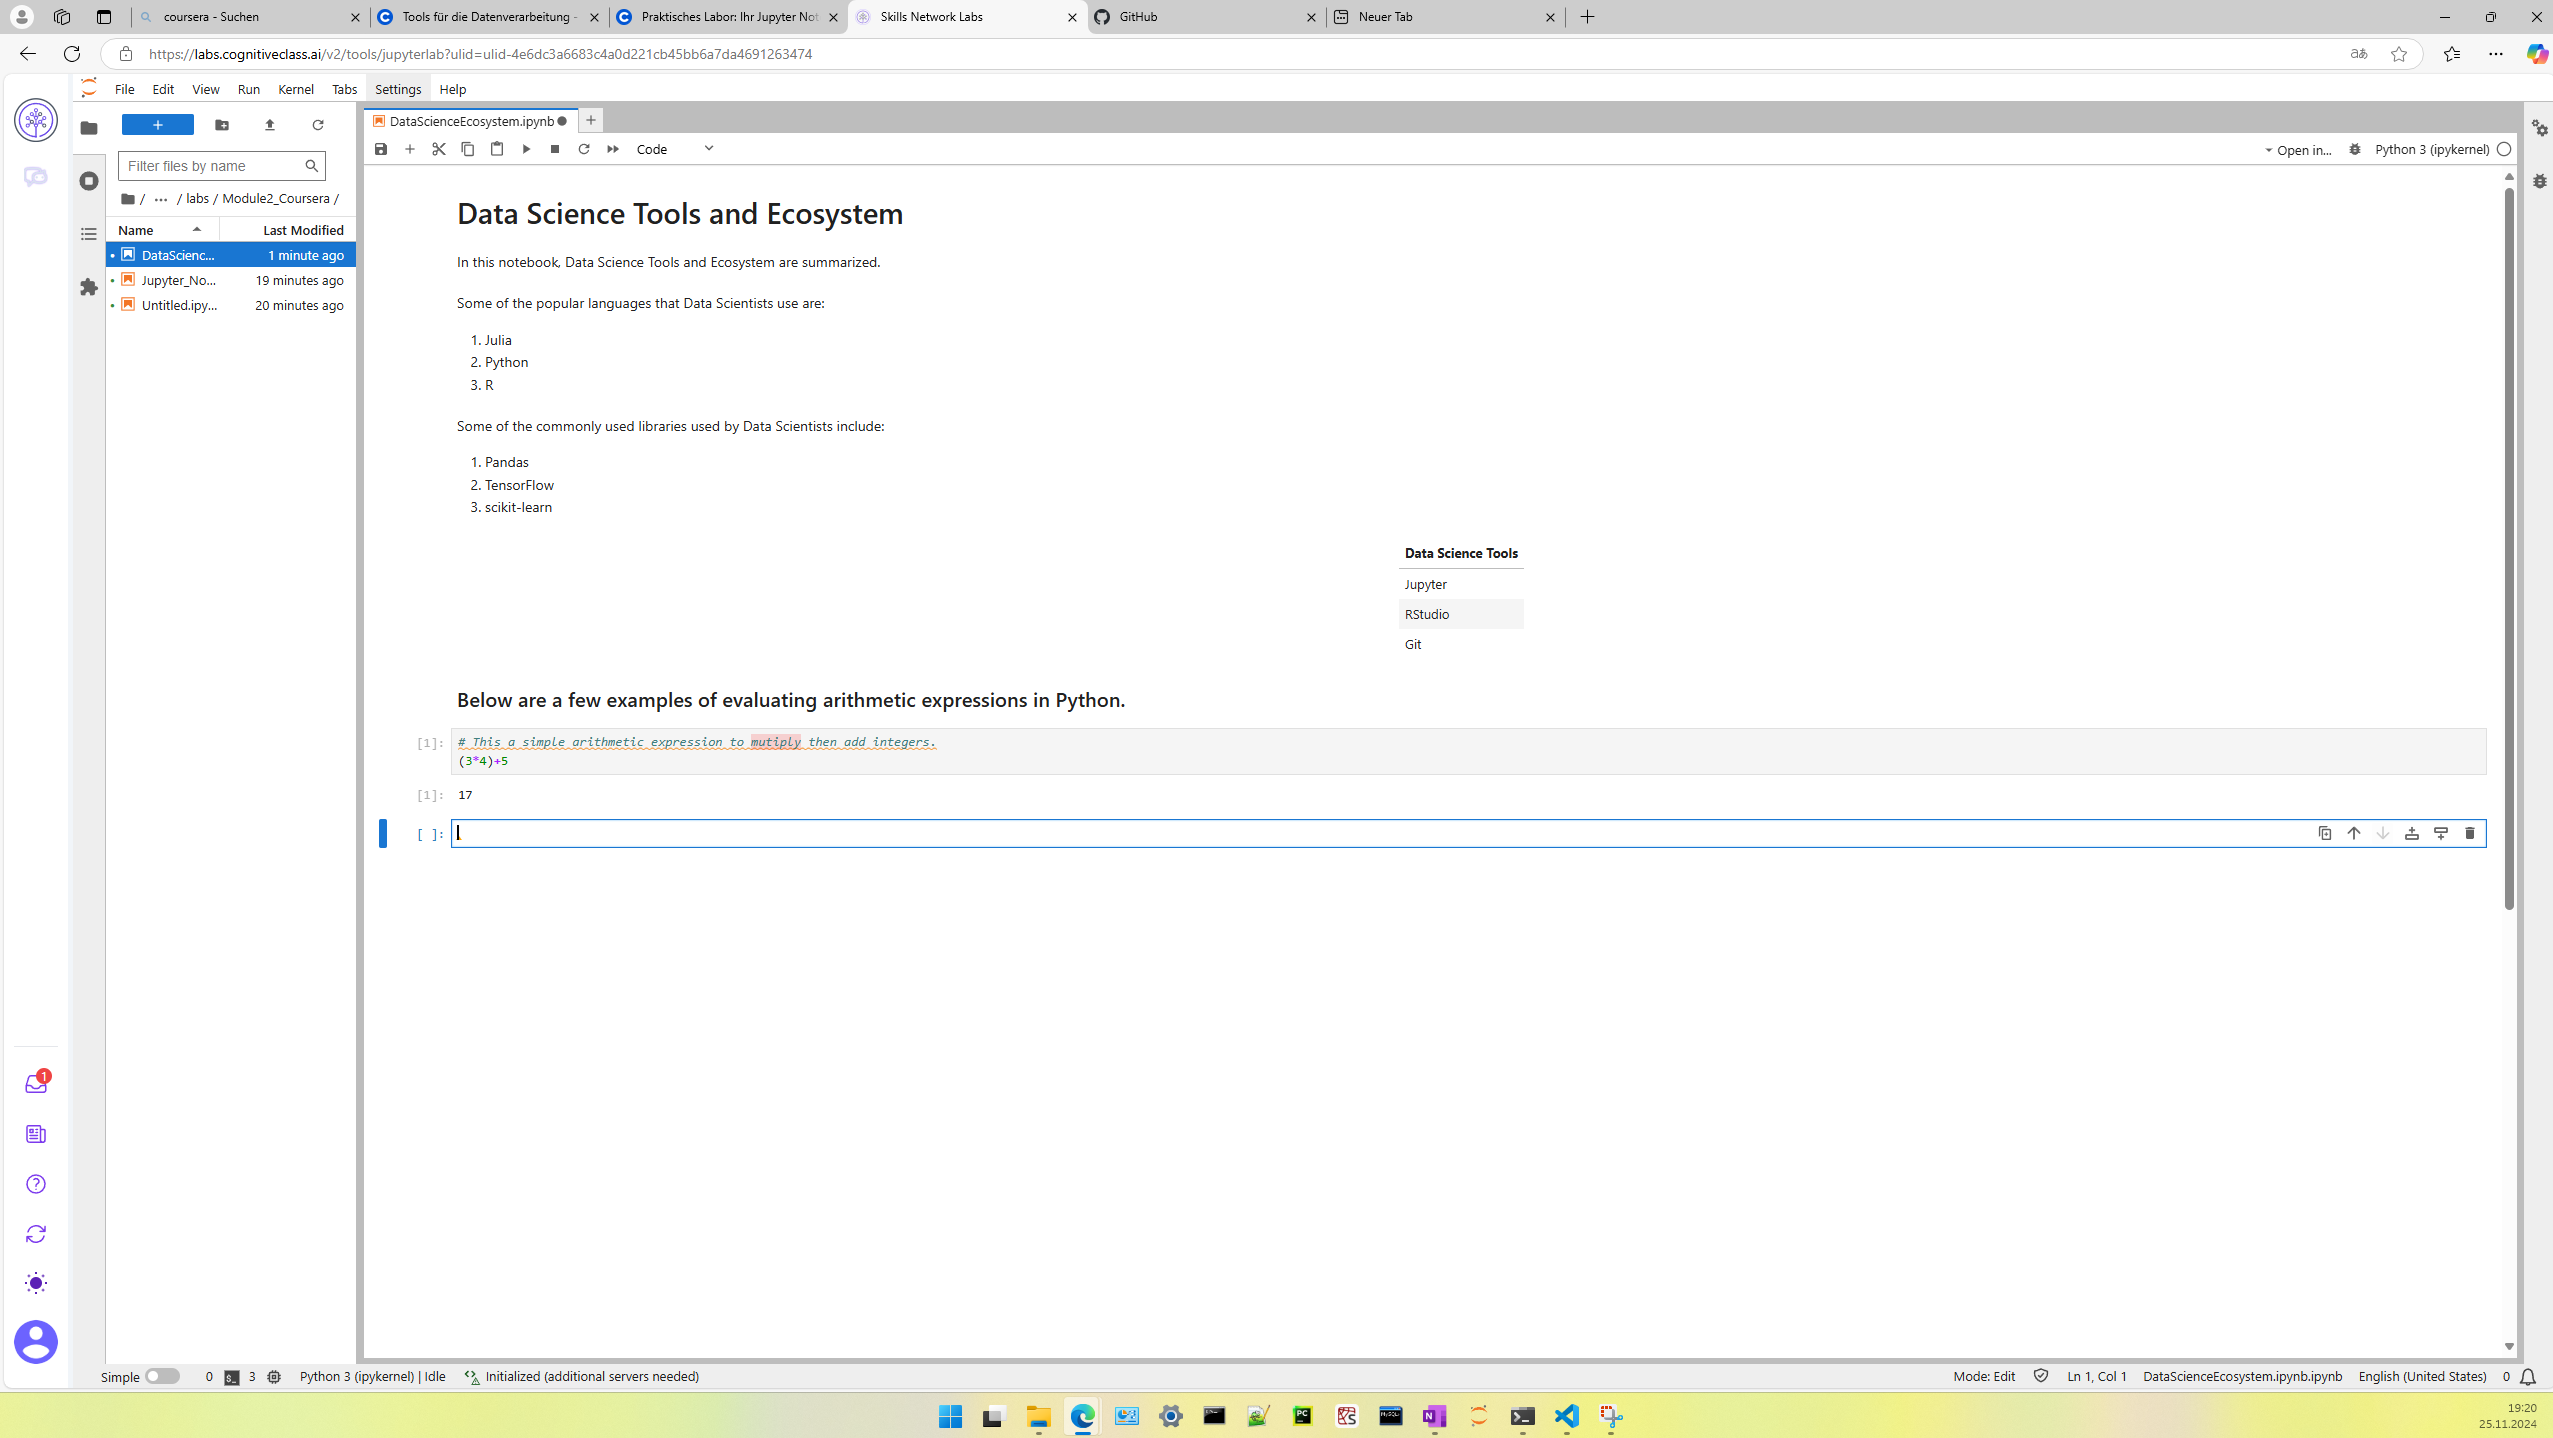 coursera - Suchen
Tools für die Datenverarbeitung -
Praktisches Labor: Ihr Jupyter Not
Skills Network Labs
GitHub
Neuer Tab
https://labs.cognitiveclass.ai/v2/tools/jupyterlab?ulid=ulid-4e6dc3a6683c4a0d221cb45bb6a7da4691263474
File Edit View Run Kernel Tabs Settings Help
DataScienceEcosystem.ipynb
Filter files by name
Code
Open in...
Python 3 (ipykernel)
/ ... / labs / Module2_Coursera /
Name Last Modified
DataScienc... 1 minute ago
Jupyter_No... 19 minutes ago
Untitled.ipy... 20 minutes ago
Data Science Tools and Ecosystem
In this notebook, Data Science Tools and Ecosystem are summarized.
Some of the popular languages that Data Scientists use are:
1. Julia
2. Python
3. R
Some of the commonly used libraries used by Data Scientists include:
1. Pandas
2. TensorFlow
3. scikit-learn
Data Science Tools
Jupyter
RStudio
Git
Below are a few examples of evaluating arithmetic expressions in Python.
[1]: # This a simple arithmetic expression to mutiply then add integers.
(3*4)+5
[1]: 17
[ ]:
1
Simple 0 3 Python 3 (ipykernel) | Idle Initialized (additional servers needed)
Mode: Edit Ln 1, Col 1 DataScienceEcosystem.ipynb.ipynb English (United States) 0
19:20
25.11.2024